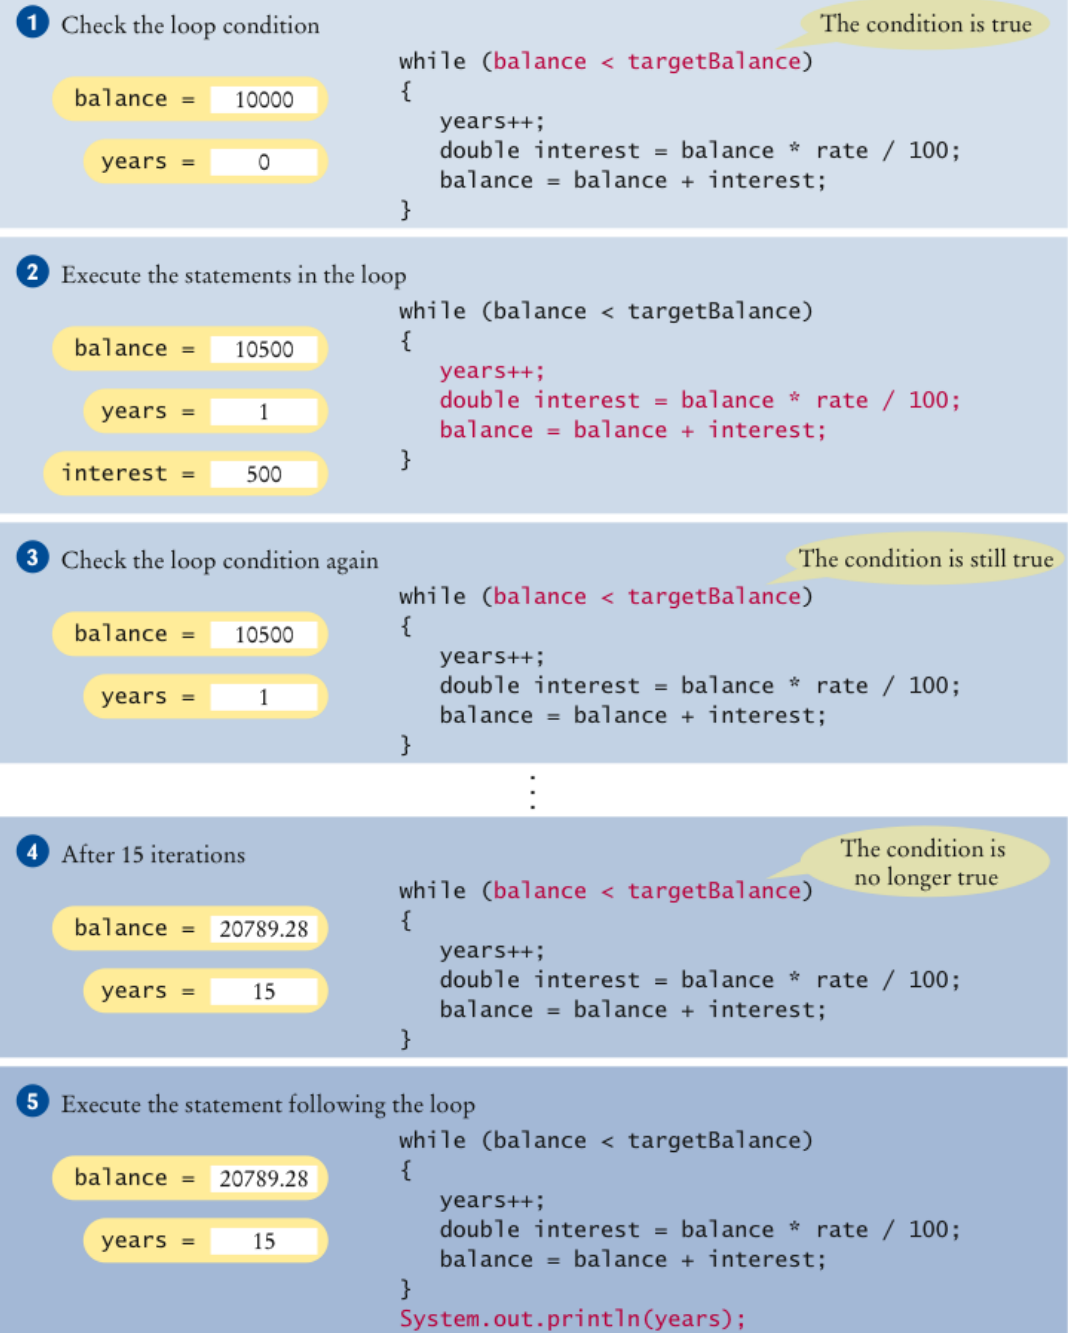 1 Check the loop condition
The condition is true
balance = 10000
years = 0
while (balance < targetBalance)
{
years++;
double interest = balance * rate / 100;
balance = balance + interest;
}
2 Execute the statements in the loop
balance = 10500
years = 1
interest = 500
while (balance < targetBalance)
{
years++;
double interest = balance * rate / 100;
balance = balance + interest;
}
3 Check the loop condition again
The condition is still true
balance = 10500
years = 1
while (balance < targetBalance)
{
years++;
double interest = balance * rate / 100;
balance = balance + interest;
}
4 After 15 iterations
The condition is
no longer true
balance = 20789.28
years = 15
while (balance < targetBalance)
{
years++;
double interest = balance * rate / 100;
balance = balance + interest;
}
5 Execute the statement following the loop
balance = 20789.28
years = 15
while (balance < targetBalance)
{
years++;
double interest = balance * rate / 100;
balance = balance + interest;
}
System.out.println(years);